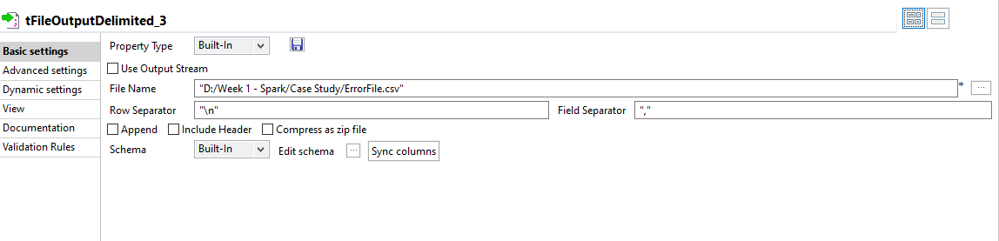 tFileOutputDelimited_3
Basic settings
Advanced settings
Dynamic settings
View
Documentation
Validation Rules
Property Type Built-In
Use Output Stream
File Name "D:/Week 1 - Spark/Case Study/ErrorFile.csv" * ...
Row Separator "\n" Field Separator ","
Append Include Header Compress as zip file
Schema Built-In Edit schema ... Sync columns